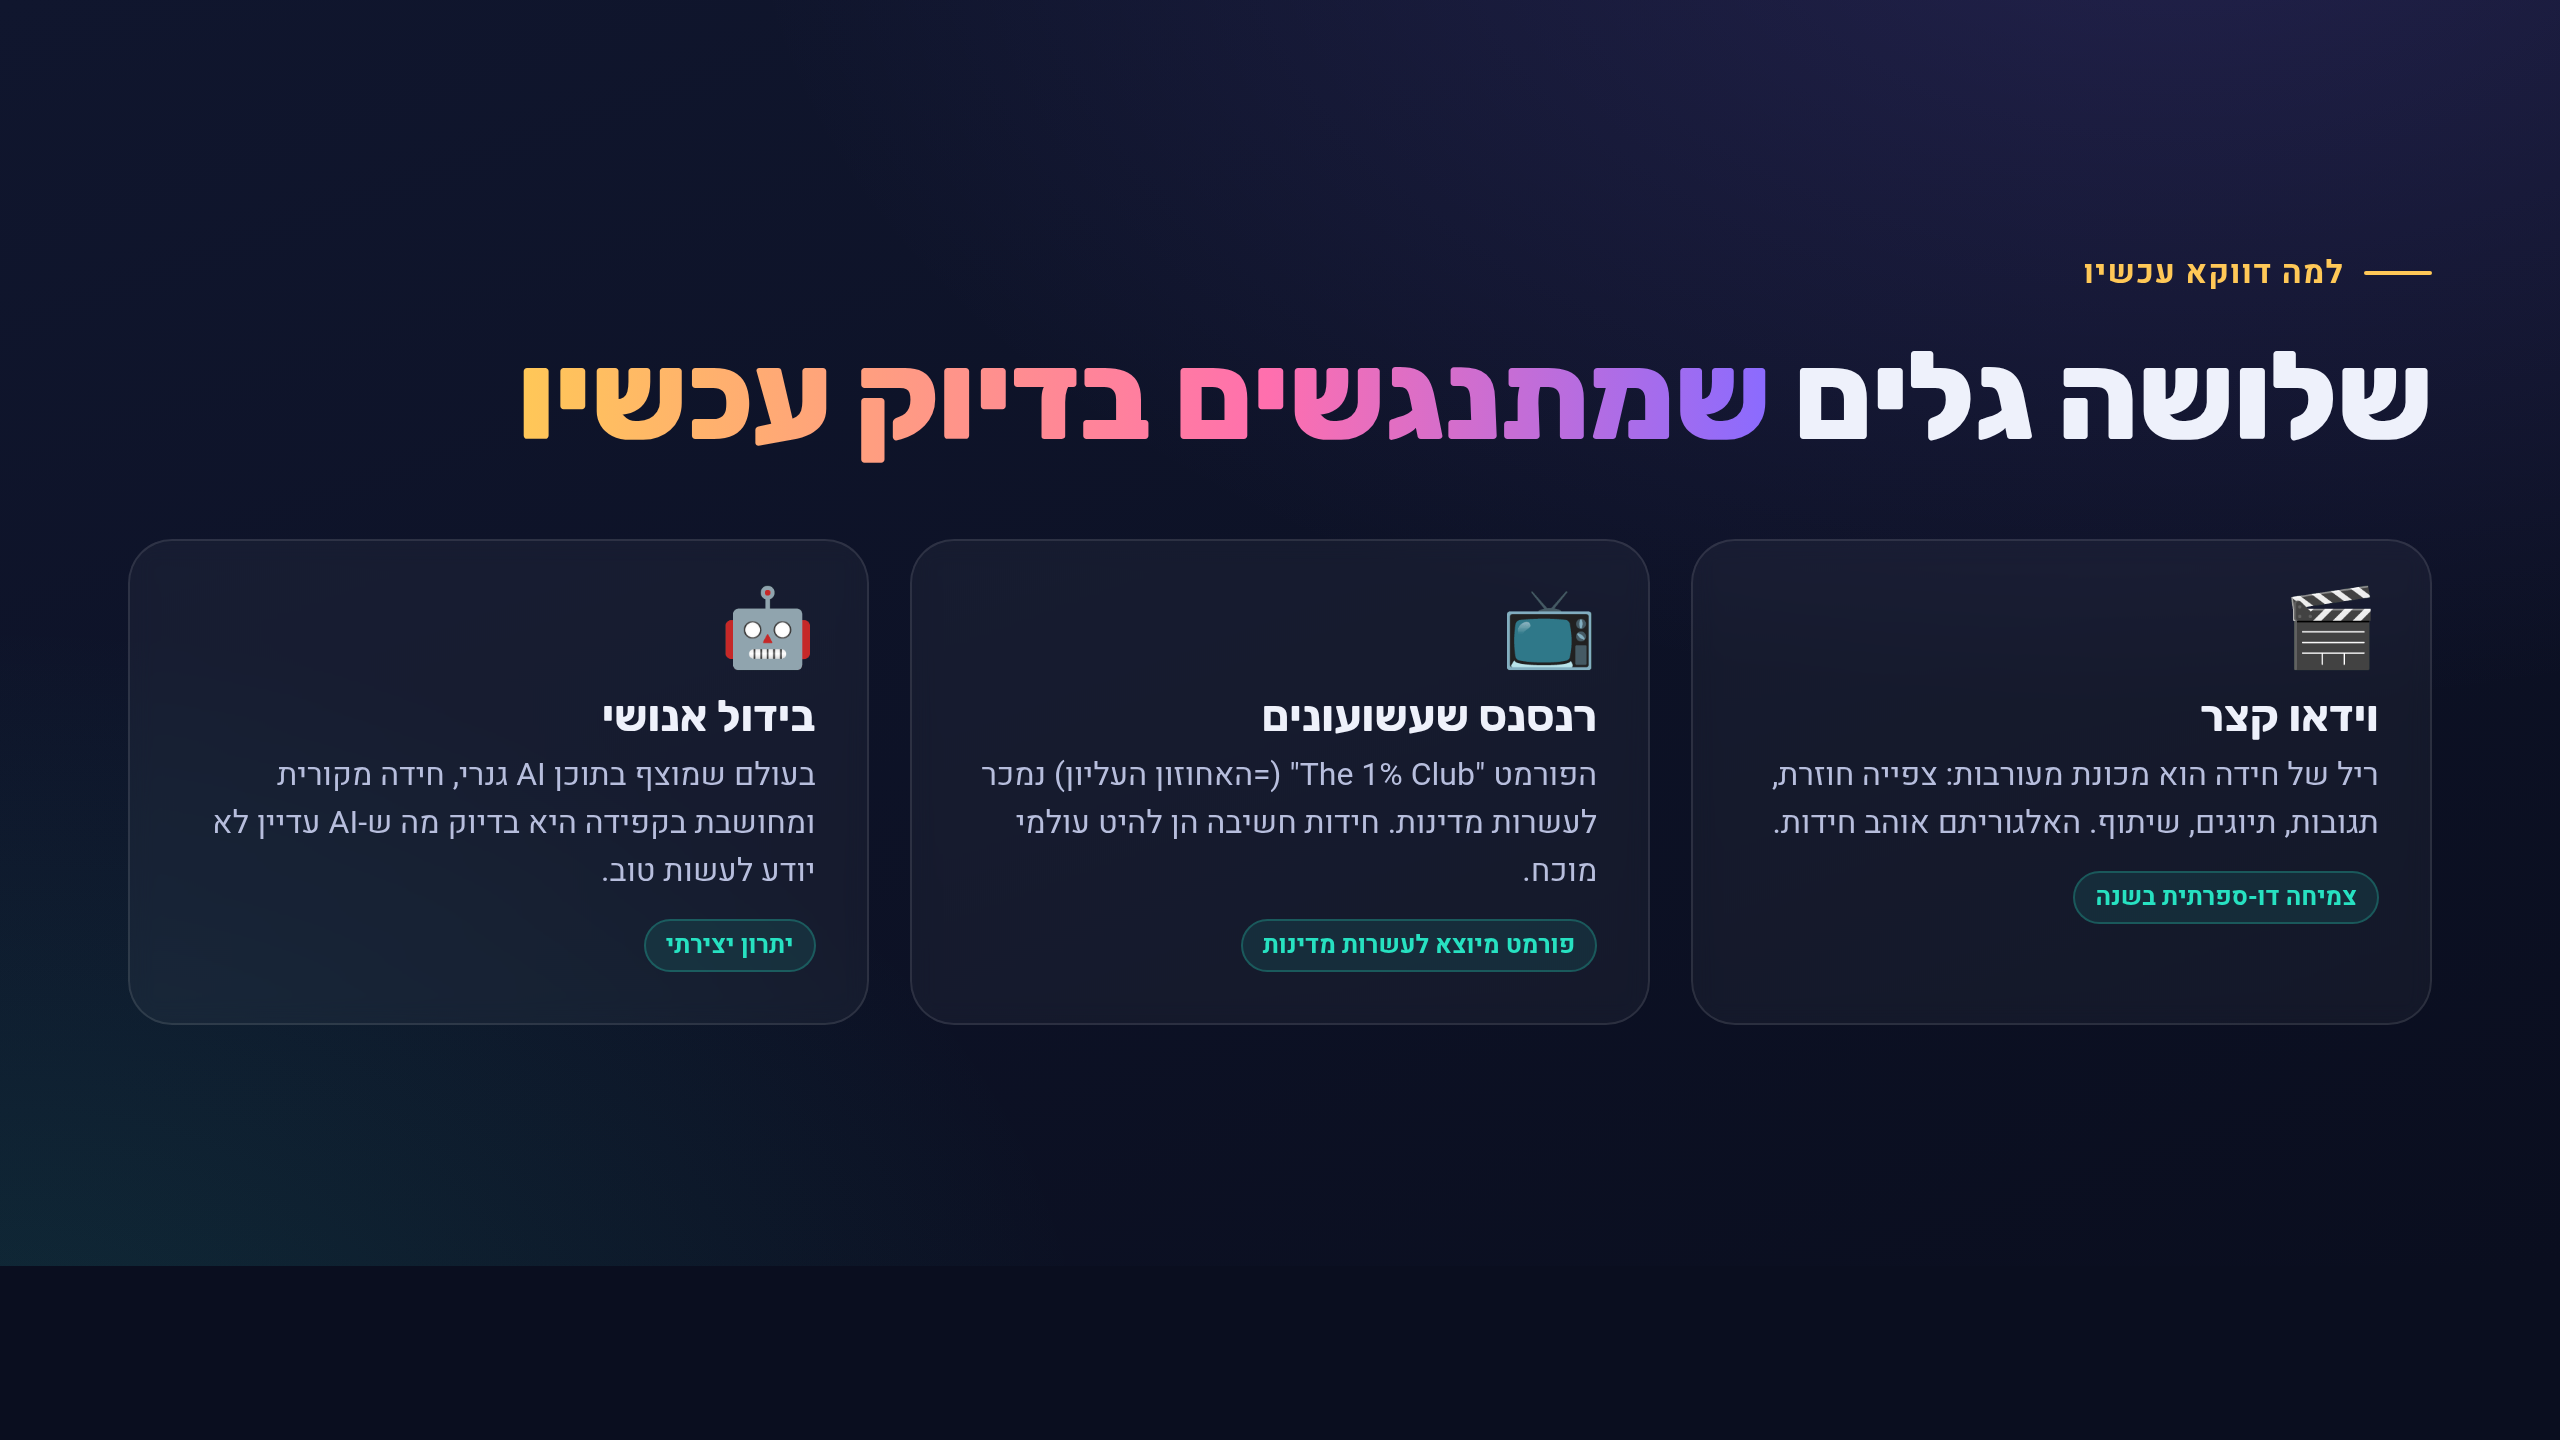 למה דווקא עכשיו
שלושה גלים שמתנגשים בדיוק עכשיו
וידאו קצר
ריל של חידה הוא מכונת מעורבות: צפייה חוזרת,
תגובות, תיוגים, שיתוף. האלגוריתם אוהב חידות.
צמיחה דו-ספרתית בשנה
רנסנס שעשועונים
הפורמט "The 1% Club" (=האחוזון העליון) נמכר
לעשרות מדינות. חידות חשיבה הן להיט עולמי
מוכח.
פורמט מיוצא לעשרות מדינות
בידול אנושי
בעולם שמוצף בתוכן AI גנרי, חידה מקורית
ומחושבת בקפידה היא בדיוק מה ש-AI עדיין לא
יודע לעשות טוב.
יתרון יצירתי